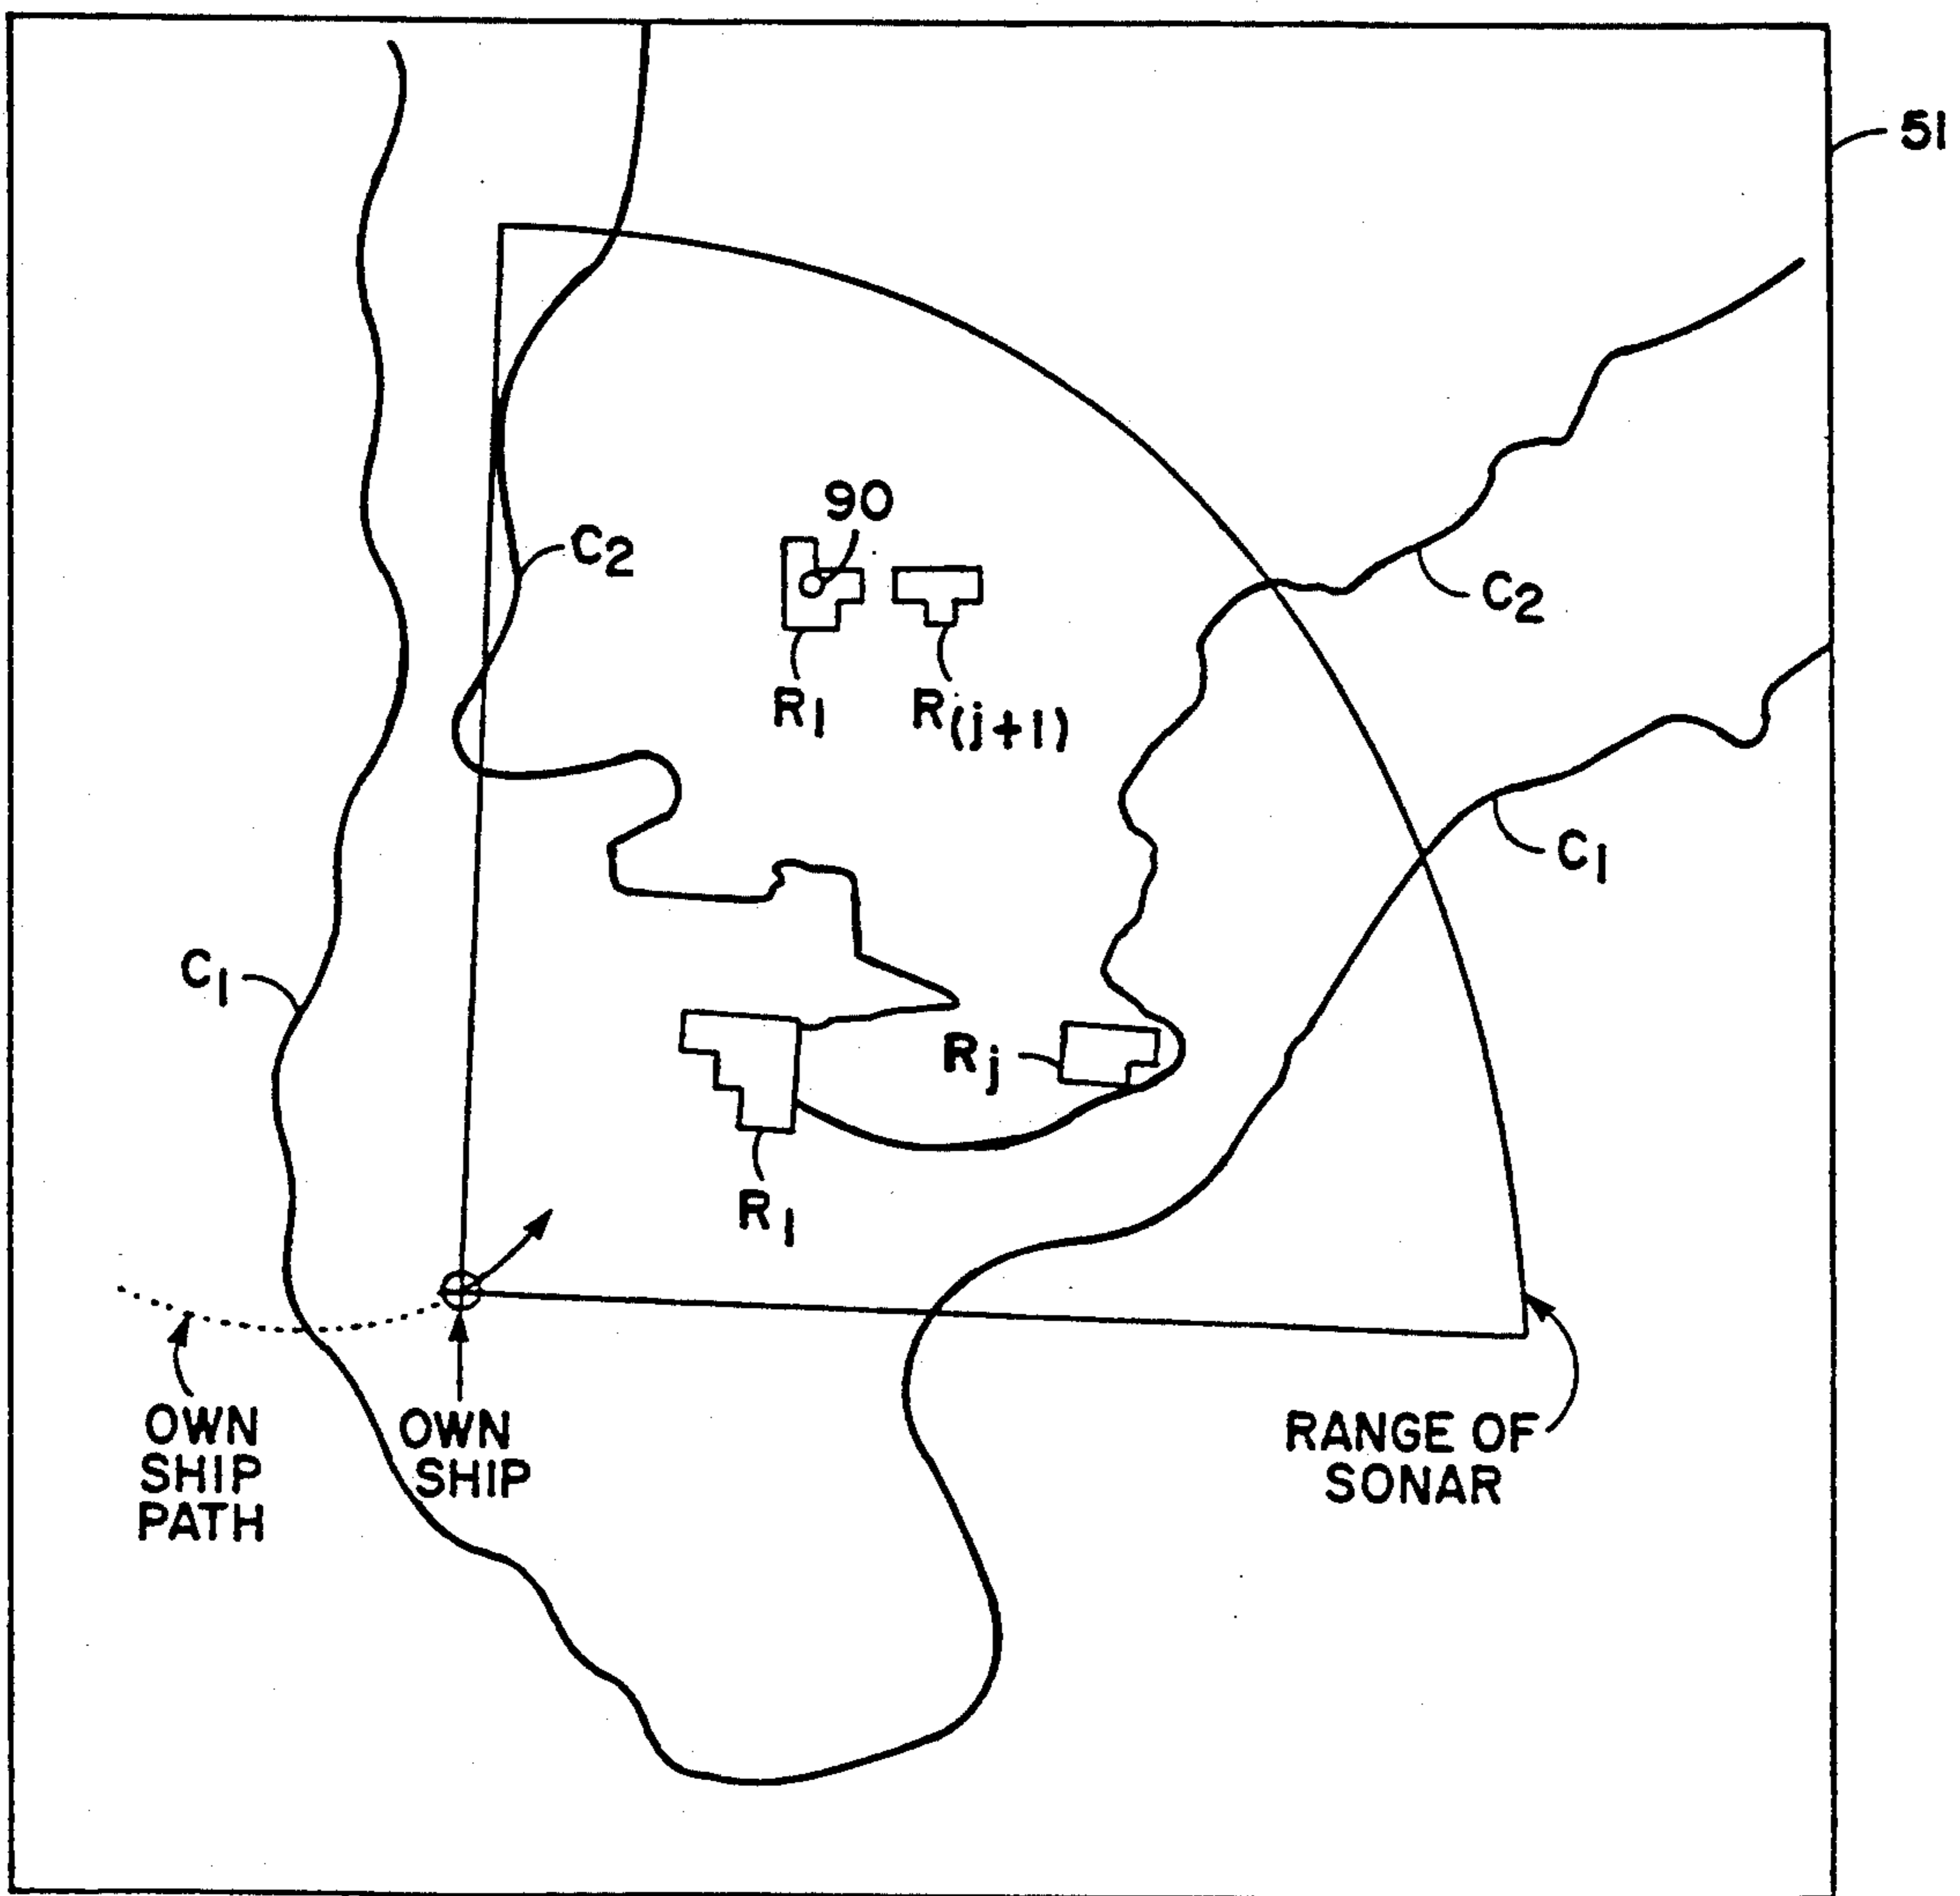 51
90
C2
C2
R1
R(j+1)
C1
C1
Rj
R1
OWN
SHIP
PATH
OWN
SHIP
RANGE OF
SONAR